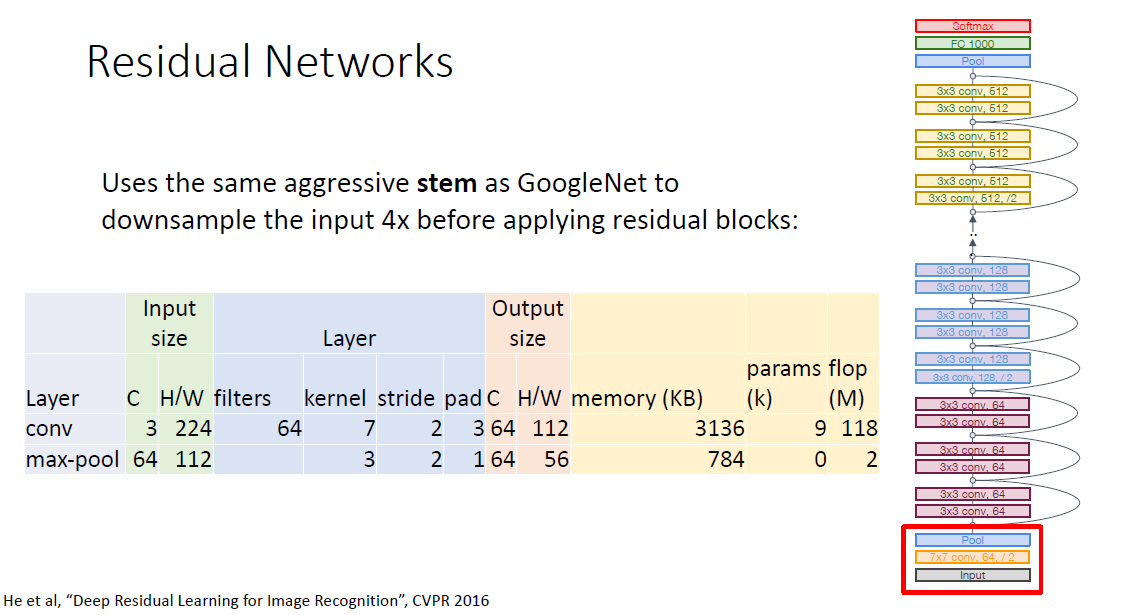 Residual Networks
Uses the same aggressive stem as GoogleNet to
downsample the input 4x before applying residual blocks:
Input size Layer Output size
Layer C H/W filters kernel stride pad C H/W memory (KB) params (k) flop (M)
conv 3 224 64 7 2 3 64 112 3136 9 118
max-pool 64 112 3 2 1 64 56 784 0 2
He et al, “Deep Residual Learning for Image Recognition”, CVPR 2016
Softmax
FC 1000
Pool
3x3 conv, 512
3x3 conv, 512
3x3 conv, 512
3x3 conv, 512
3x3 conv, 512
3x3 conv, 512, /2
..
3x3 conv, 128
3x3 conv, 128
3x3 conv, 128
3x3 conv, 128
3x3 conv, 128
3x3 conv, 128, / 2
3x3 conv, 64
3x3 conv, 64
3x3 conv, 64
3x3 conv, 64
3x3 conv, 64
3x3 conv, 64
Pool
7x7 conv, 64, / 2
Input